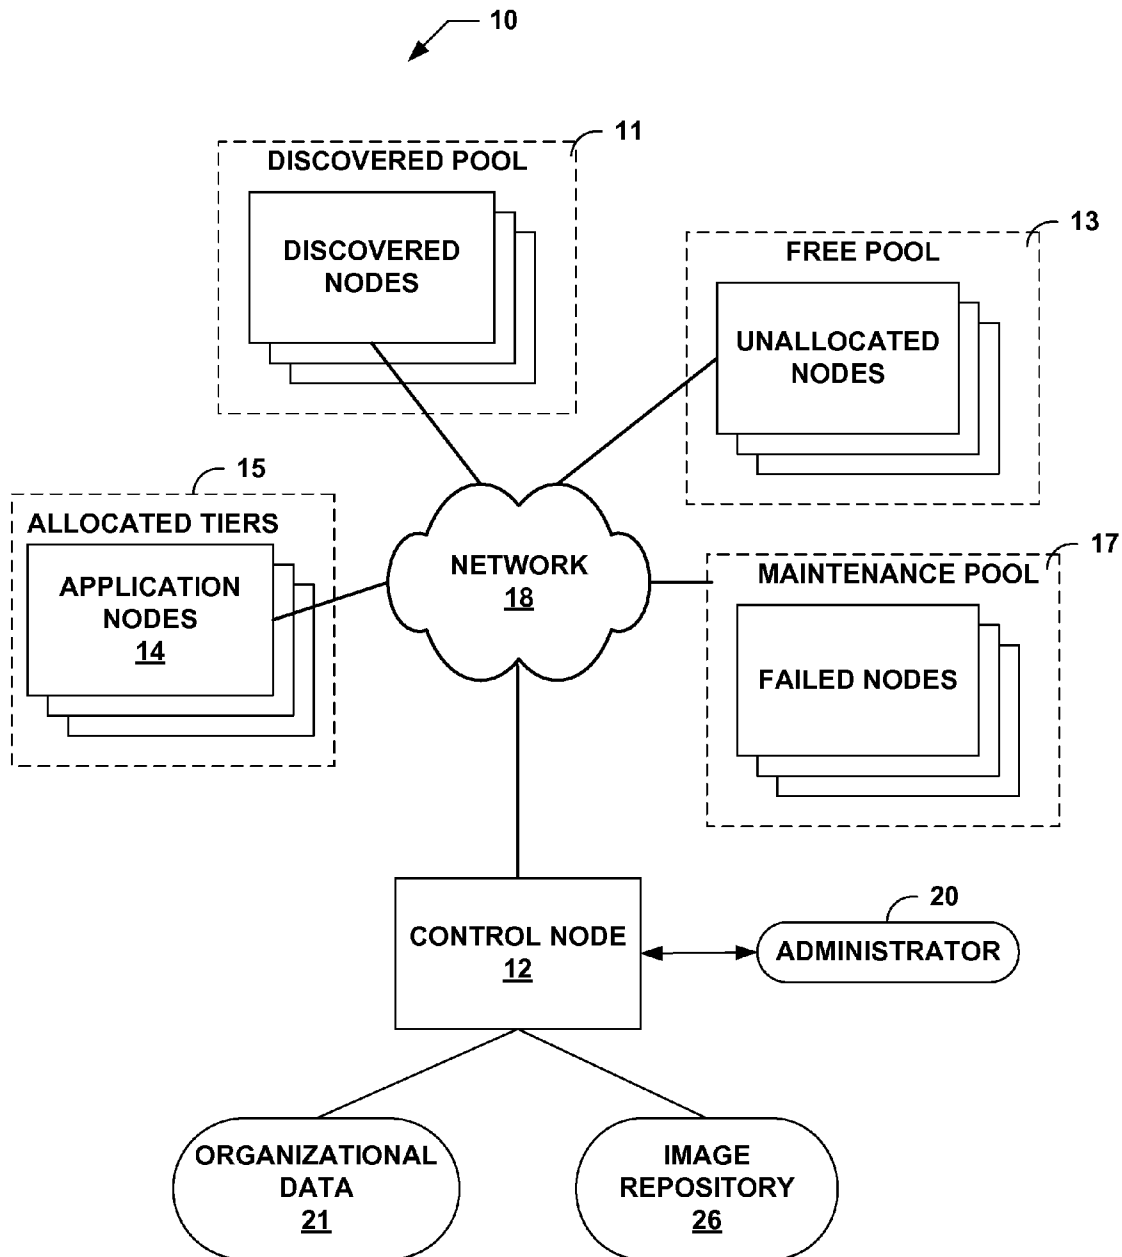 10
11
DISCOVERED POOL
DISCOVERED
NODES
13
FREE POOL
UNALLOCATED
NODES
15
ALLOCATED TIERS
APPLICATION
NODES
14
NETWORK
18
17
MAINTENANCE POOL
FAILED NODES
CONTROL NODE
12
20
ADMINISTRATOR
ORGANIZATIONAL
DATA
21
IMAGE
REPOSITORY
26